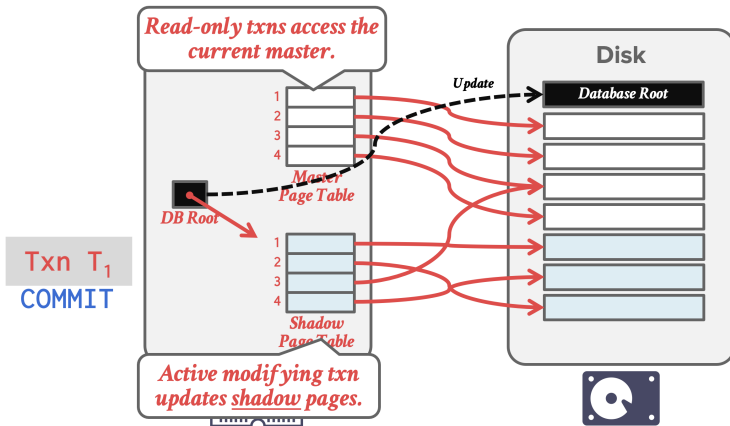 Read-only txns access the
current master.
Disk
Update
Database Root
1
2
3
4
Master
Page Table
DB Root
Txn T₁
COMMIT
1
2
3
4
Shadow
Page Table
Active modifying txn
updates shadow pages.